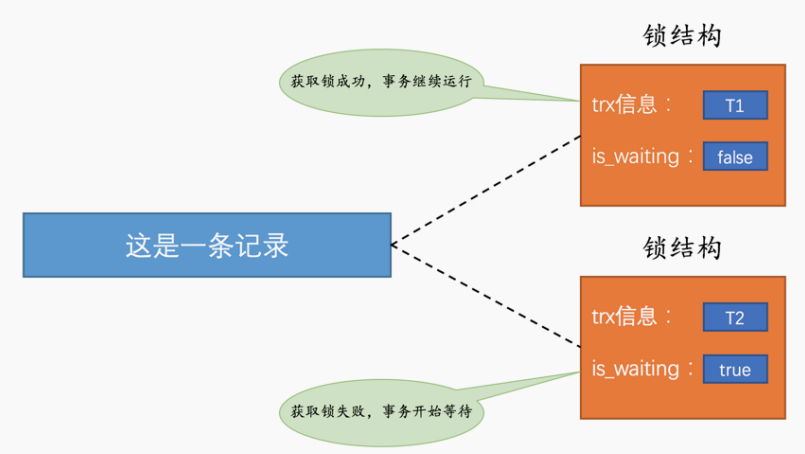 锁结构
获取锁成功，事务继续运行
trx信息： T1
is_waiting： false
这是一条记录
锁结构
trx信息： T2
is_waiting： true
获取锁失败，事务开始等待